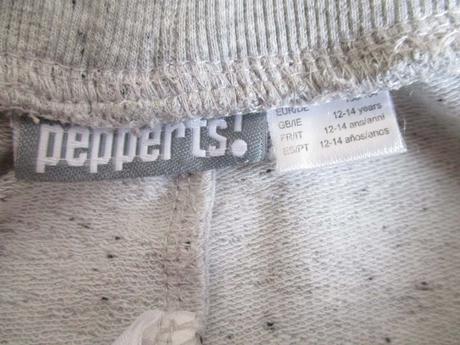 pepperts!
EUR/DE
GB/IE 12-14 years
FR/IT 12-14 ans/anni
ES/PT 12-14 años/anos